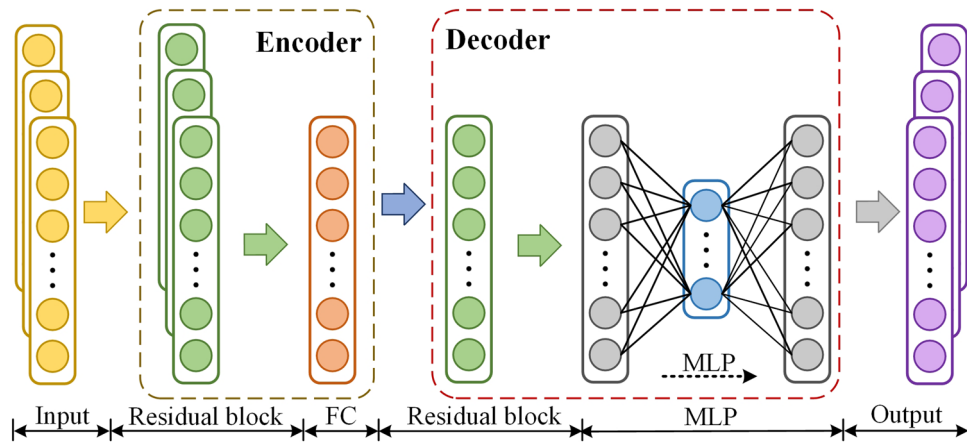 Encoder
Decoder
MLP
Input
Residual block
FC
Residual block
MLP
Output